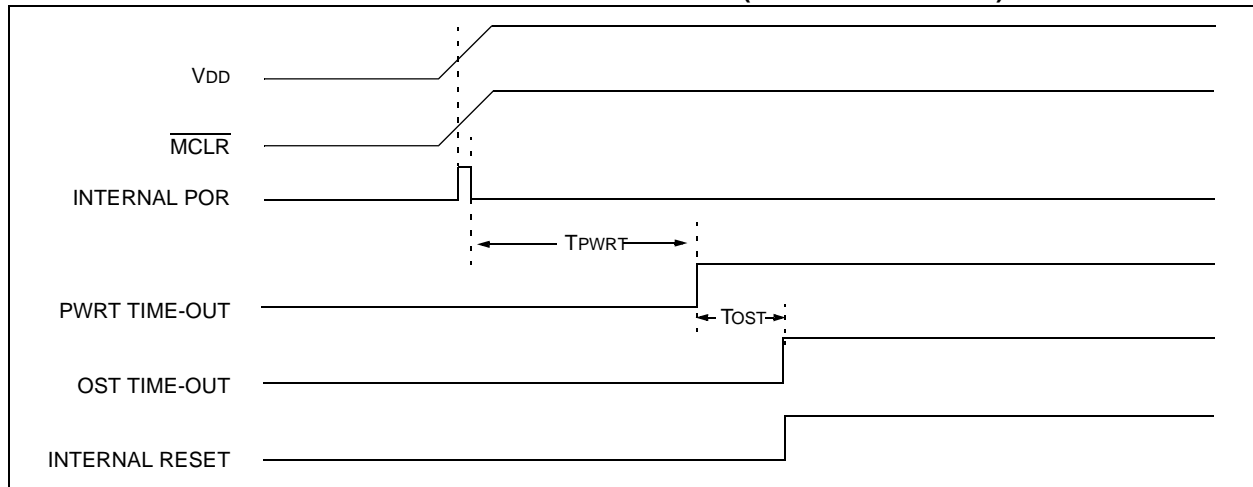 VDD
MCLR
INTERNAL POR
TPWRT
PWRT TIME-OUT
TOST
OST TIME-OUT
INTERNAL RESET